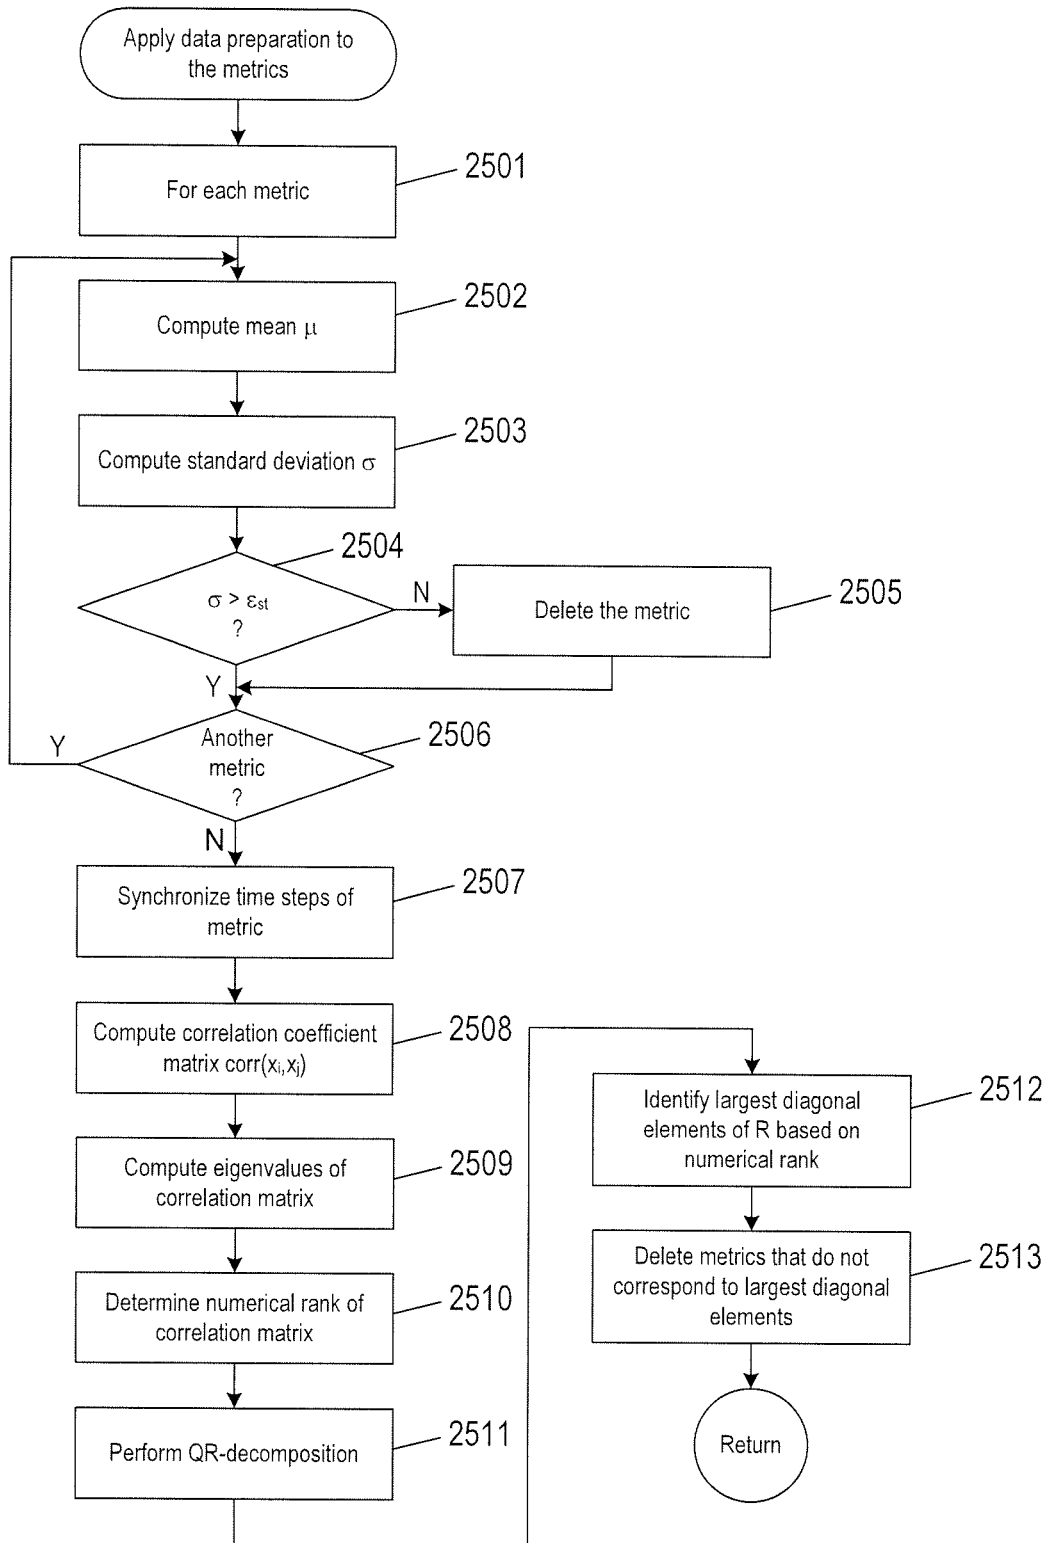 Apply data preparation to
the metrics
2501
For each metric
2502
Compute mean μ
2503
Compute standard deviation σ
2504
σ > εst
?
N
2505
Delete the metric
Y
2506
Another
metric
?
Y
N
2507
Synchronize time steps of
metric
2508
Compute correlation coefficient
matrix corr(xi,xj)
2509
Compute eigenvalues of
correlation matrix
2510
Determine numerical rank of
correlation matrix
2511
Perform QR-decomposition
2512
Identify largest diagonal
elements of R based on
numerical rank
2513
Delete metrics that do not
correspond to largest diagonal
elements
Return